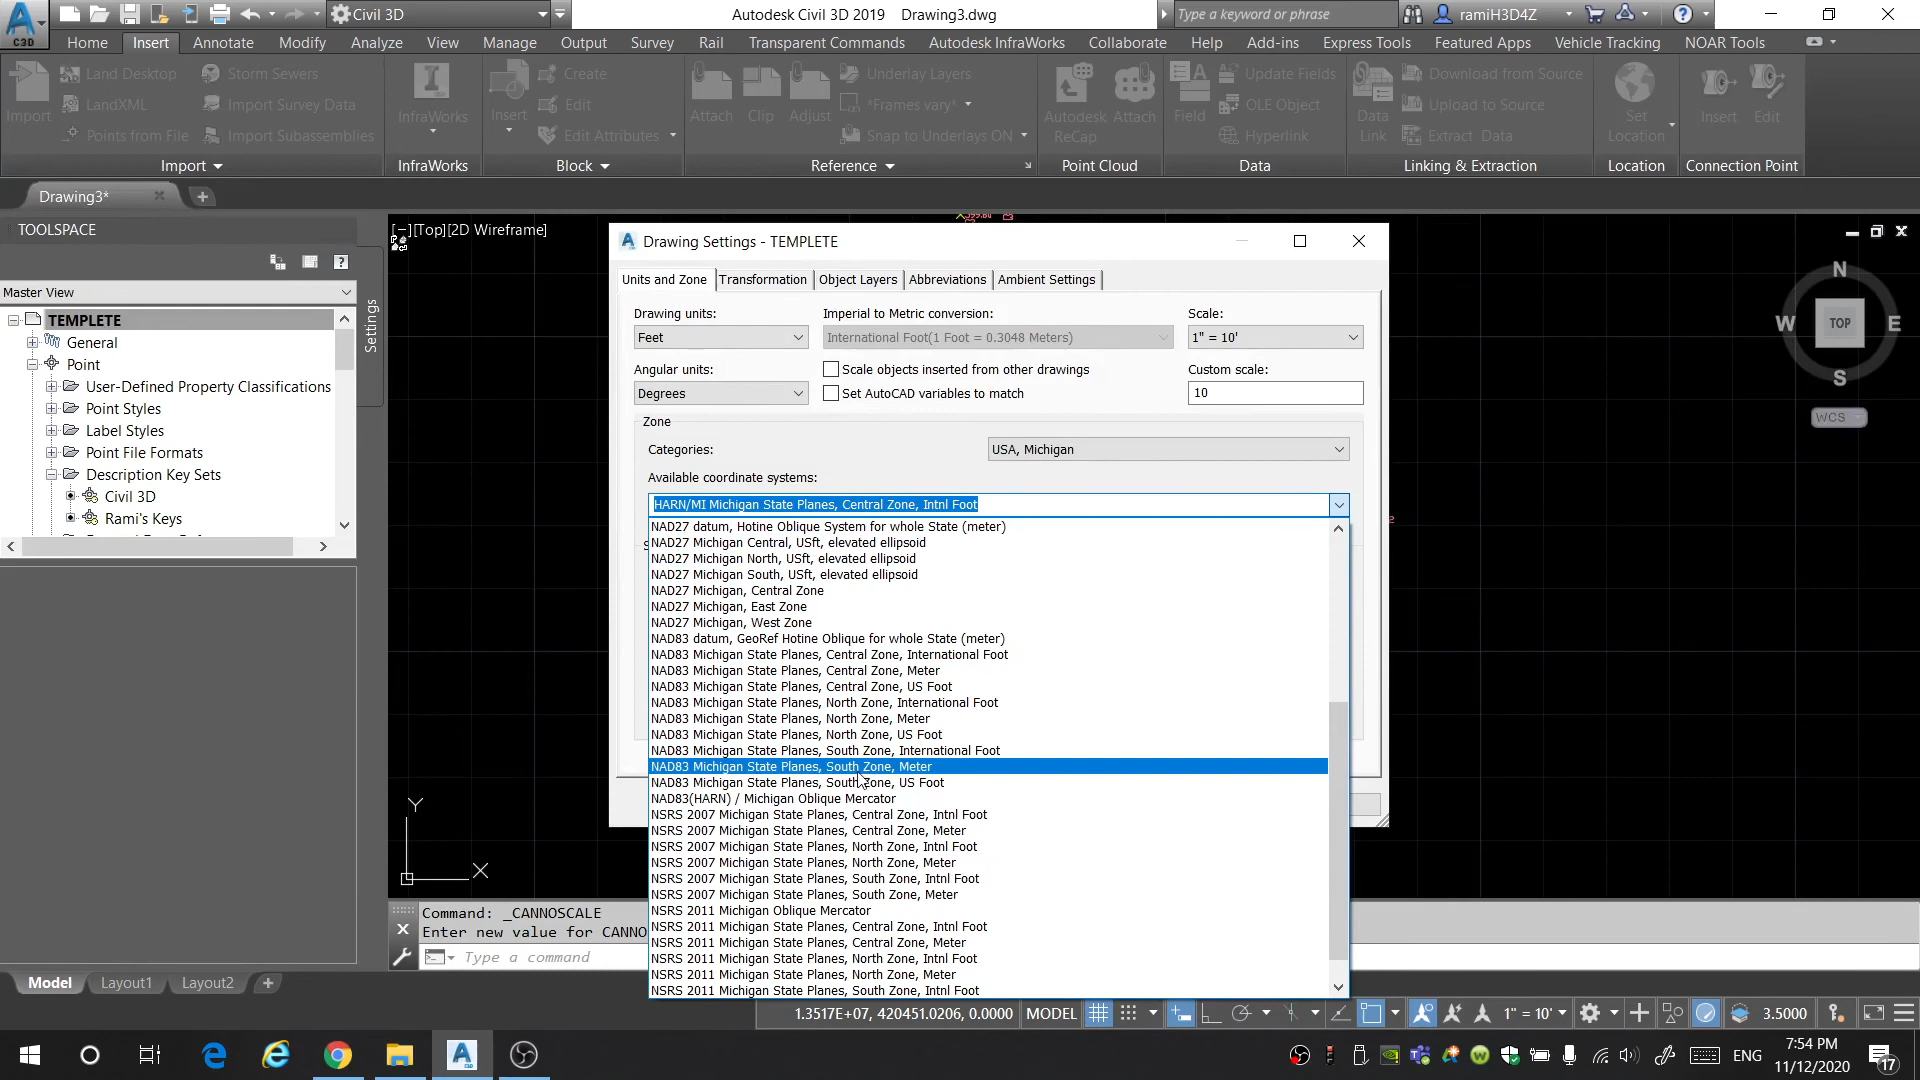 Civil 3D
Autodesk Civil 3D 2019 Drawing3.dwg
Type a keyword or phrase
ramiH3D4Z
C3D
Home Insert Annotate Modify Analyze View Manage Output Survey Rail Transparent Commands Autodesk InfraWorks Collaborate Help Add-ins Express Tools Featured Apps Vehicle Tracking NOAR Tools
Import
Land Desktop
LandXML
Points from File
Storm Sewers
Import Survey Data
Import Subassemblies
InfraWorks
Insert
Create
Edit
Edit Attributes
Attach Clip Adjust
Underlay Layers
*Frames vary*
Snap to Underlays ON
Autodesk ReCap
Attach
Field
Update Fields
OLE Object
Hyperlink
Data Link
Download from Source
Upload to Source
Extract Data
Set Location
Insert Edit
Import InfraWorks Block Reference Point Cloud Data Linking & Extraction Location Connection Point
Drawing3*
TOOLSPACE
Master View
Settings
TEMPLETE
General
Point
User-Defined Property Classifications
Point Styles
Label Styles
Point File Formats
Description Key Sets
Civil 3D
Rami's Keys
[−][Top][2D Wireframe]
Drawing Settings - TEMPLETE
Units and Zone Transformation Object Layers Abbreviations Ambient Settings
Drawing units:
Feet
Imperial to Metric conversion:
International Foot(1 Foot = 0.3048 Meters)
Scale:
1" = 10'
Angular units:
Degrees
Scale objects inserted from other drawings
Set AutoCAD variables to match
Custom scale:
10
Zone
Categories:
USA, Michigan
Available coordinate systems:
HARN/MI Michigan State Planes, Central Zone, Intnl Foot
NAD27 datum, Hotine Oblique System for whole State (meter)
NAD27 Michigan Central, USft, elevated ellipsoid
NAD27 Michigan North, USft, elevated ellipsoid
NAD27 Michigan South, USft, elevated ellipsoid
NAD27 Michigan, Central Zone
NAD27 Michigan, East Zone
NAD27 Michigan, West Zone
NAD83 datum, GeoRef Hotine Oblique for whole State (meter)
NAD83 Michigan State Planes, Central Zone, International Foot
NAD83 Michigan State Planes, Central Zone, Meter
NAD83 Michigan State Planes, Central Zone, US Foot
NAD83 Michigan State Planes, North Zone, International Foot
NAD83 Michigan State Planes, North Zone, Meter
NAD83 Michigan State Planes, North Zone, US Foot
NAD83 Michigan State Planes, South Zone, International Foot
NAD83 Michigan State Planes, South Zone, Meter
NAD83 Michigan State Planes, South Zone, US Foot
NAD83(HARN) / Michigan Oblique Mercator
NSRS 2007 Michigan State Planes, Central Zone, Intnl Foot
NSRS 2007 Michigan State Planes, Central Zone, Meter
NSRS 2007 Michigan State Planes, North Zone, Intnl Foot
NSRS 2007 Michigan State Planes, North Zone, Meter
NSRS 2007 Michigan State Planes, South Zone, Intnl Foot
NSRS 2007 Michigan State Planes, South Zone, Meter
NSRS 2011 Michigan Oblique Mercator
NSRS 2011 Michigan State Planes, Central Zone, Intnl Foot
NSRS 2011 Michigan State Planes, Central Zone, Meter
NSRS 2011 Michigan State Planes, North Zone, Intnl Foot
NSRS 2011 Michigan State Planes, North Zone, Meter
NSRS 2011 Michigan State Planes, South Zone, Intnl Foot
N
W TOP E
S
WCS
Y
X
Command: _CANNOSCALE
Enter new value for CANNO
Type a command
Model Layout1 Layout2
1.3517E+07, 420451.0206, 0.0000 MODEL
1" = 10'
3.5000
ENG
7:54 PM
11/12/2020
17